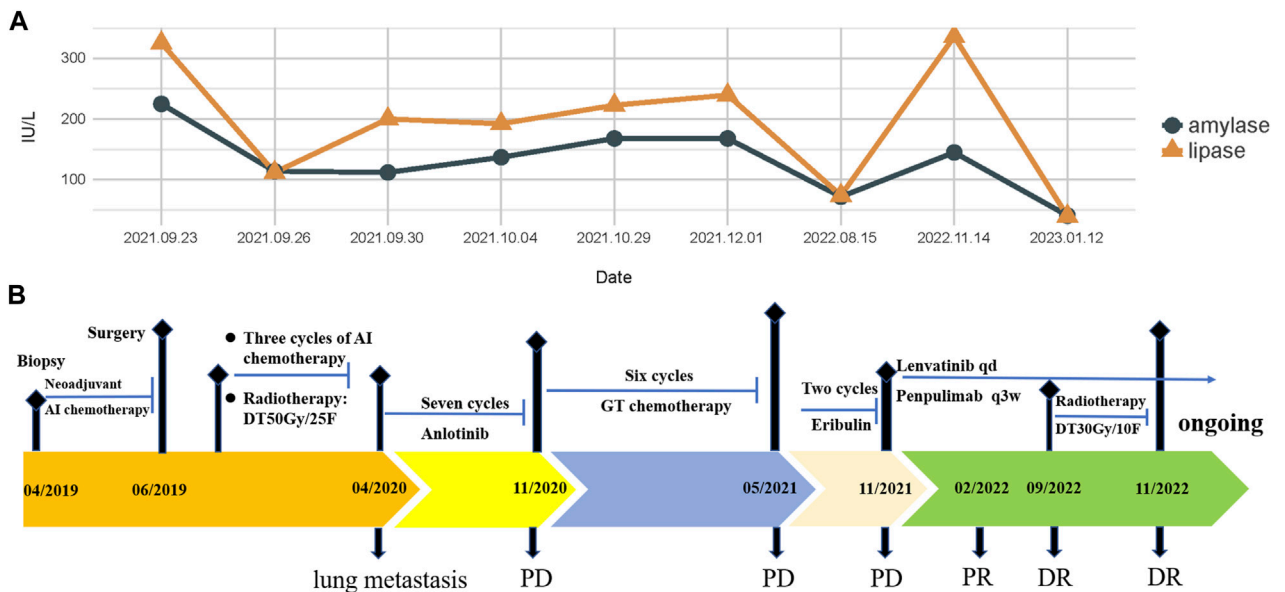 A
IU/L
300
200
100
amylase
lipase
2021.09.23 2021.09.26 2021.09.30 2021.10.04 2021.10.29 2021.12.01 2022.08.15 2022.11.14 2023.01.12
Date
B
Biopsy
Neoadjuvant
AI chemotherapy
Surgery
● Three cycles of AI
chemotherapy
● Radiotherapy:
DT50Gy/25F
Seven cycles
Anlotinib
Six cycles
GT chemotherapy
Two cycles
Eribulin
Lenvatinib qd
Penpulimab q3w
Radiotherapy
DT30Gy/10F
ongoing
04/2019 06/2019 04/2020 11/2020 05/2021 11/2021 02/2022 09/2022 11/2022
lung metastasis PD PD PD PR DR DR